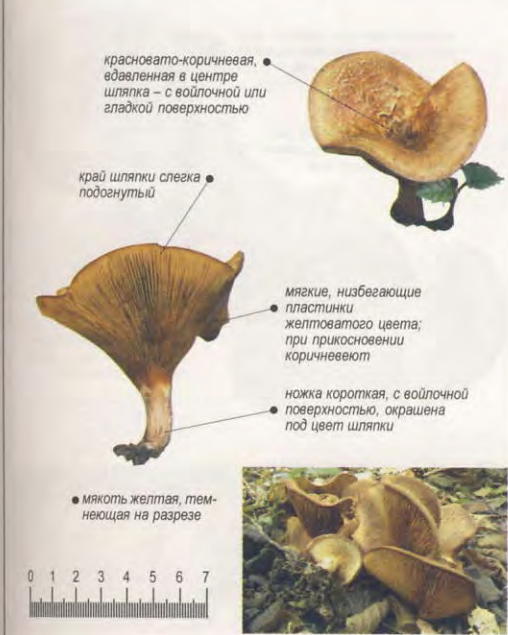 красновато-коричневая,
вдавленная в центре
шляпка – с войлочной или
гладкой поверхностью
край шляпки слегка
подогнутый
мягкие, низбегающие
пластинки
желтоватого цвета;
при прикосновении
коричневеют
ножка короткая, с войлочной
поверхностью, окрашена
под цвет шляпки
мякоть желтая, тем-
неющая на разрезе
0 1 2 3 4 5 6 7